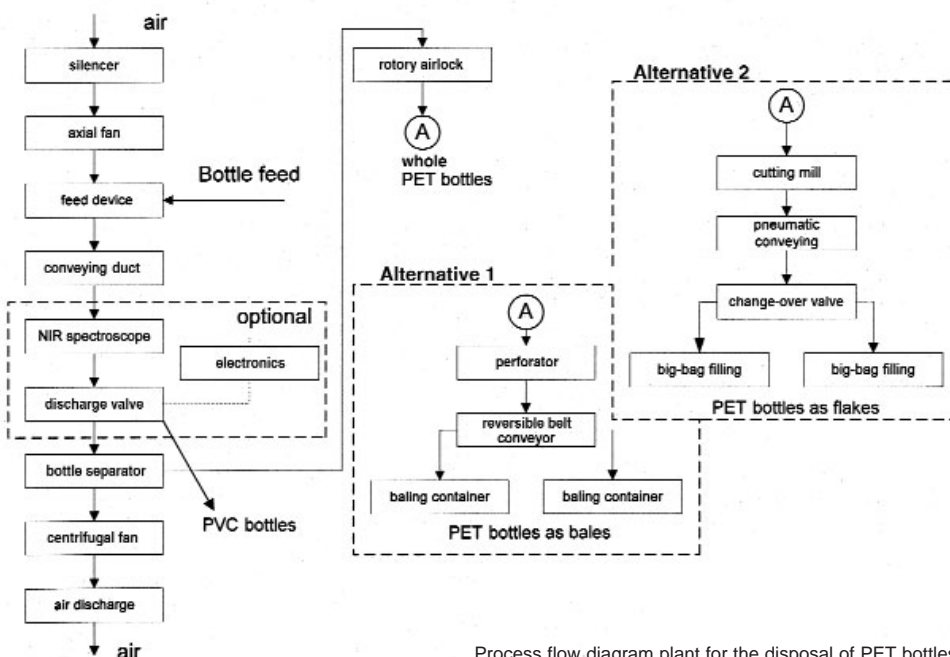 air
silencer
axial fan
Bottle feed
feed device
conveying duct
optional
NIR spectroscope
electronics
discharge valve
bottle separator
PVC bottles
centrifugal fan
air discharge
air
rotory airlock
A
whole
PET bottles
Alternative 1
A
perforator
reversible belt
conveyor
baling container
baling container
PET bottles as bales
Alternative 2
A
cutting mill
pneumatic
conveying
change-over valve
big-bag filling
big-bag filling
PET bottles as flakes
Process flow diagram plant for the disposal of PET bottles